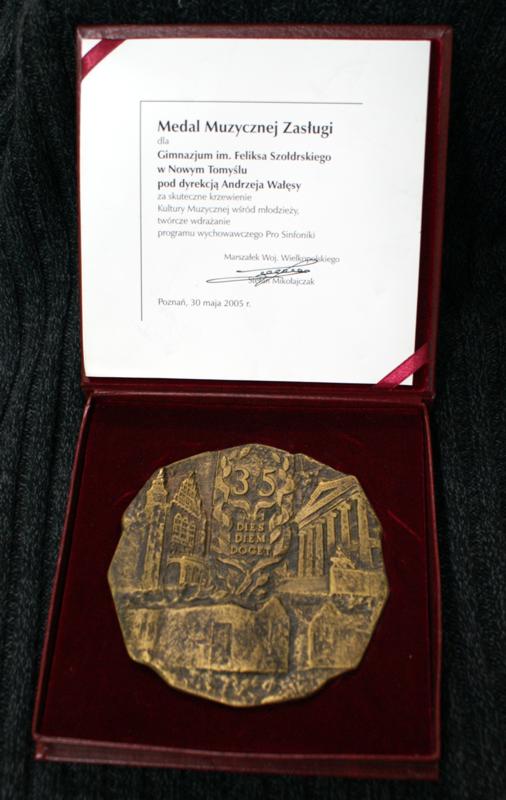 Medal Muzycznej Zasługi
dla
Gimnazjum im. Feliksa Szołdrskiego
w Nowym Tomyślu
pod dyrekcją Andrzeja Wałęsy
za skuteczne krzewienie
Kultury Muzycznej wśród młodzieży,
twórcze wdrażanie
programu wychowawczego Pro Sinfoniki
Marszałek Woj. Wielkopolskiego
Stefan Mikołajczak
Poznań, 30 maja 2005 r.
35
DIES
DIEM
DOCET